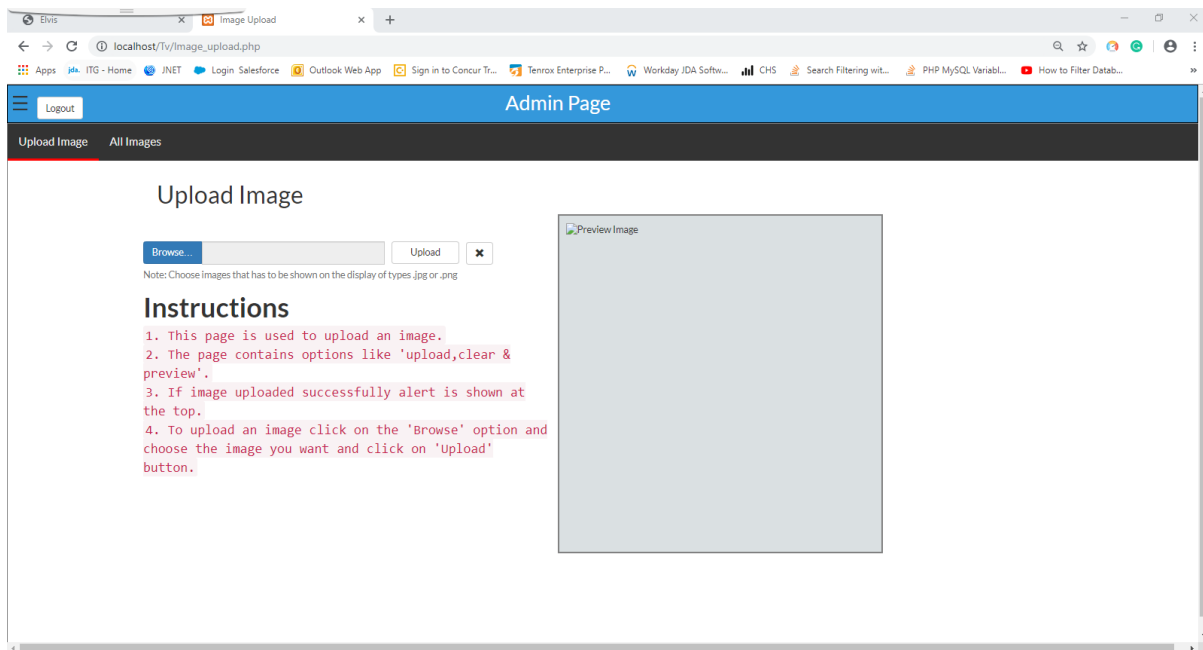 Elvis
Image Upload
localhost/Tv/Image_upload.php
Apps
jda. ITG - Home
JNET
Login Salesforce
Outlook Web App
Sign in to Concur Tr...
Tenrox Enterprise P...
Workday JDA Softw...
CHS
Search Filtering wit...
PHP MySQL Variabl...
How to Filter Datab...
»
Logout
Admin Page
Upload Image
All Images
Upload Image
Preview Image
Browse...
Upload
Note: Choose images that has to be shown on the display of types .jpg or .png
Instructions
1. This page is used to upload an image.
2. The page contains options like 'upload,clear &
preview'.
3. If image uploaded successfully alert is shown at
the top.
4. To upload an image click on the 'Browse' option and
choose the image you want and click on 'Upload'
button.